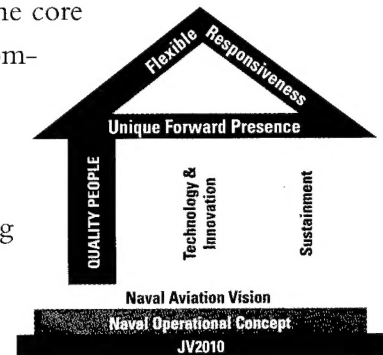 ne core
om-
g
Flexible
Responsiveness
Unique Forward Presence
QUALITY PEOPLE
Technology &
Innovation
Sustainment
Naval Aviation Vision
Naval Operational Concept
JV2010